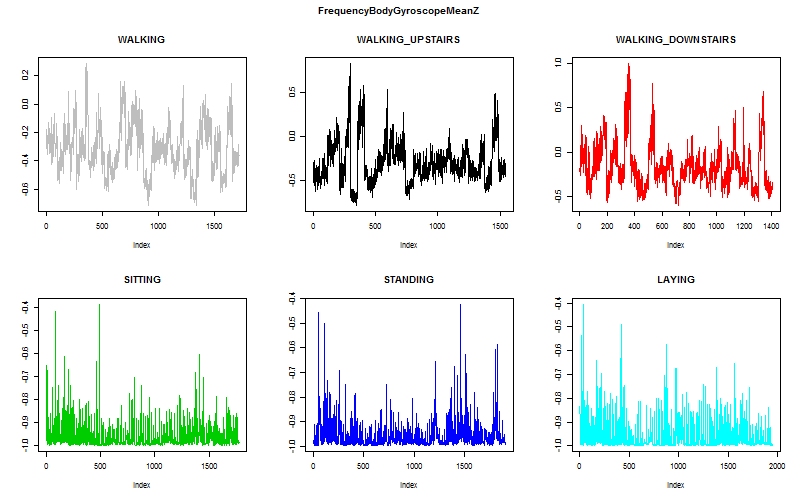 FrequencyBodyGyroscopeMeanZ
WALKING
WALKING_UPSTAIRS
WALKING_DOWNSTAIRS
0.2
0.0
-0.2
-0.4
-0.6
0.5
0.0
-0.5
1.0
0.5
0.0
-0.5
0 500 1000 1500
0 500 1000 1500
0 200 400 600 800 1000 1200 1400
Index
Index
Index
SITTING
STANDING
LAYING
-0.4
-0.5
-0.6
-0.7
-0.8
-0.9
-1.0
-0.4
-0.5
-0.6
-0.7
-0.8
-0.9
-1.0
-0.4
-0.5
-0.6
-0.7
-0.8
-0.9
-1.0
0 500 1000 1500
0 500 1000 1500
0 500 1000 1500 2000
Index
Index
Index